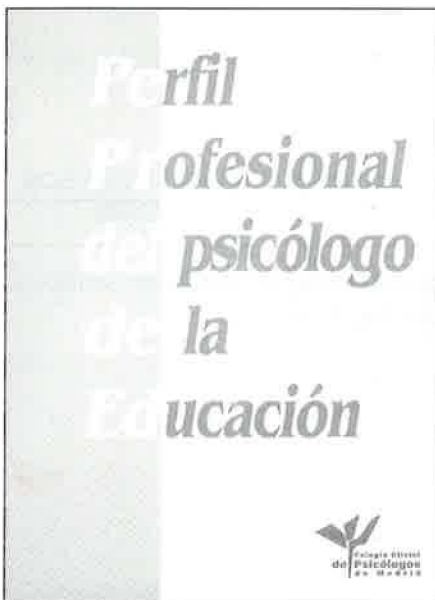 Perfil
Profesional
del psicólogo
de la
Educación
Colegio Oficial
de Psicólogos
de Madrid